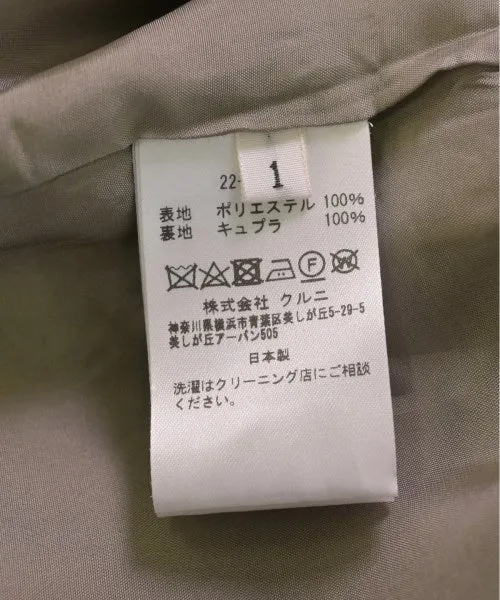 22-
1
表地 ポリエステル 100%
裏地 キュプラ 100%
F
W
株式会社 クルニ
神奈川県横浜市青葉区美しが丘5-29-5
美しが丘アーバン505
日本製
洗濯はクリーニング店にご相談
ください。